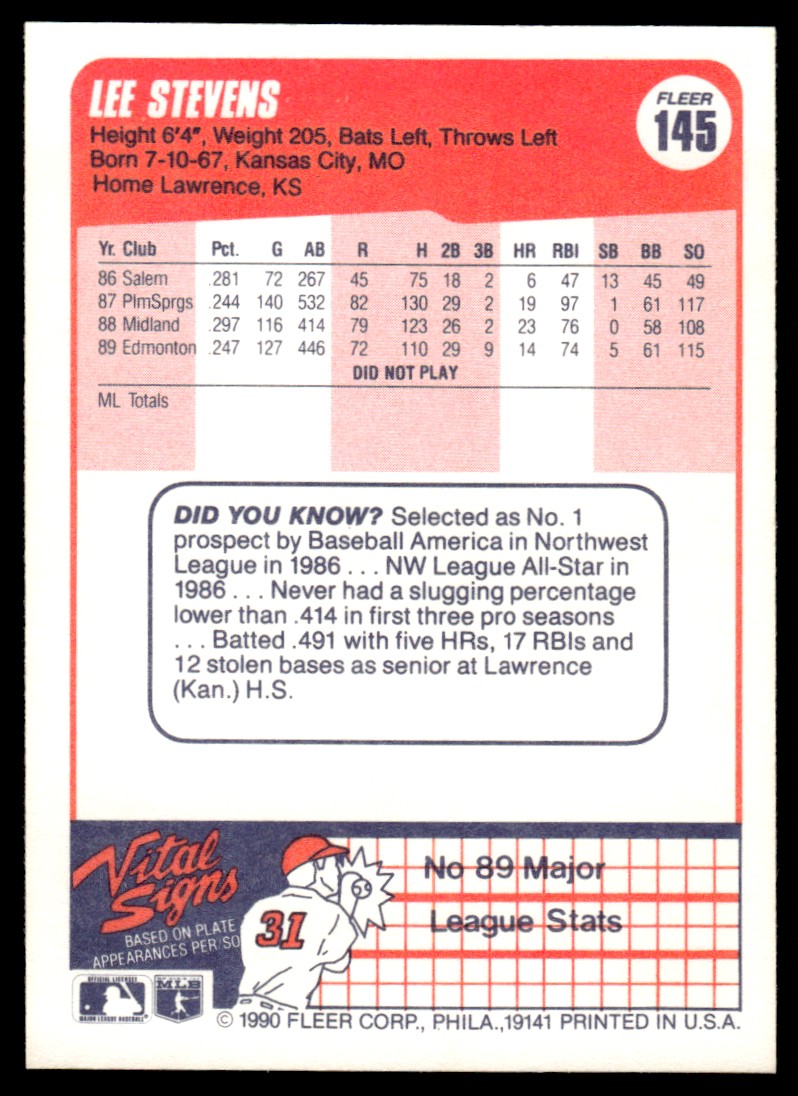 LEE STEVENS
FLEER
145
Height 6'4", Weight 205, Bats Left, Throws Left
Born 7-10-67, Kansas City, MO
Home Lawrence, KS
Yr. Club Pct. G AB R H 2B 3B HR RBI SB BB SO
86 Salem .281 72 267 45 75 18 2 6 47 13 45 49
87 PlmSprgs .244 140 532 82 130 29 2 19 97 1 61 117
88 Midland .297 116 414 79 123 26 2 23 76 0 58 108
89 Edmonton .247 127 446 72 110 29 9 14 74 5 61 115
DID NOT PLAY
ML Totals
DID YOU KNOW? Selected as No. 1
prospect by Baseball America in Northwest
League in 1986 . . . NW League All-Star in
1986 . . . Never had a slugging percentage
lower than .414 in first three pro seasons
. . . Batted .491 with five HRs, 17 RBIs and
12 stolen bases as senior at Lawrence
(Kan.) H.S.
Vital
Signs
BASED ON PLATE
APPEARANCES PER/SO
31
No 89 Major
League Stats
OFFICIAL LICENSEE
MAJOR LEAGUE BASEBALL
MLB
© 1990 FLEER CORP., PHILA.,19141 PRINTED IN U.S.A.